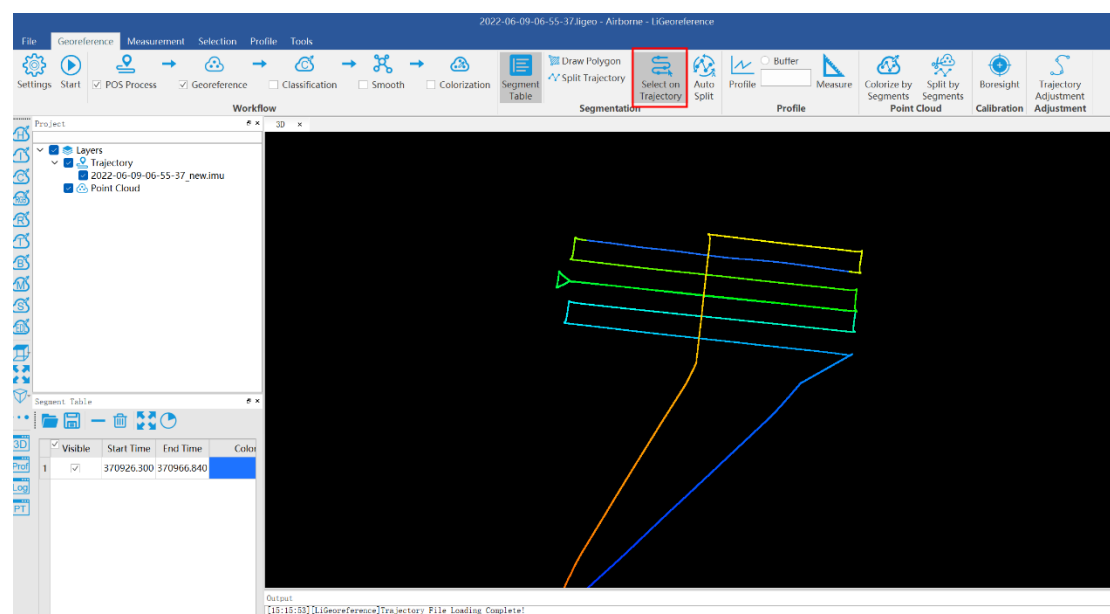 2022-06-09-06-55-37.ligeo - Airborne - LiGeoreference
File Georeference Measurement Selection Profile Tools
Settings Start POS Process Georeference Classification Smooth Colorization
Workflow
Segment Table
Draw Polygon
Split Trajectory
Select on Trajectory
Auto Split
Segmentation
Profile Buffer Measure
Profile
Colorize by Segments
Split by Segments
Point Cloud
Boresight
Calibration
Trajectory Adjustment
Adjustment
Project
3D ×
Layers
Trajectory
2022-06-09-06-55-37_new.imu
Point Cloud
Segment Table
Visible Start Time End Time Color
1 370926.300 370966.840
3D
Prof
Log
PT
Output
[15:15:53][LiGeoreference]Trajectory File Loading Complete!